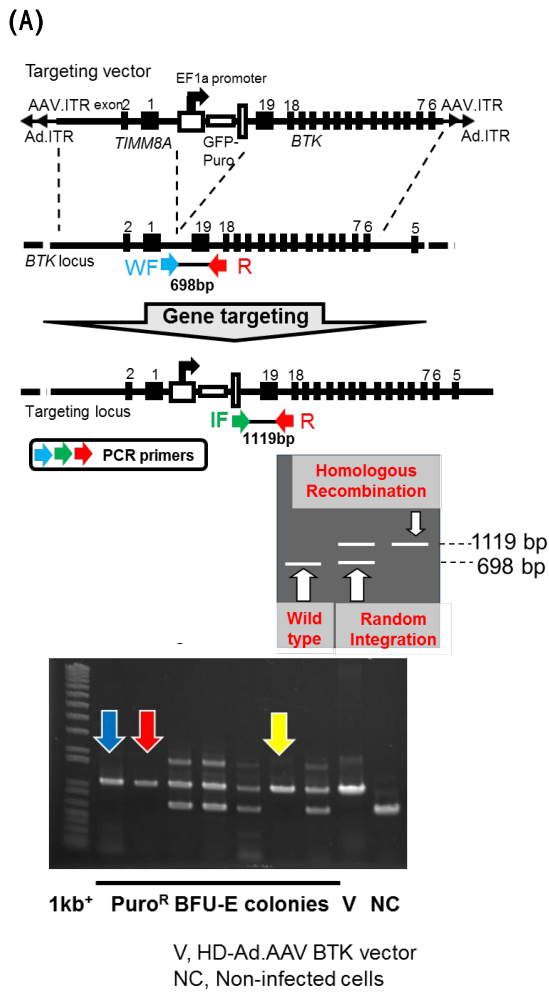 (A)
Targeting vector
EF1a promoter
AAV.ITR exon 2 1 19 18 7 6 AAV.ITR
Ad.ITR TIMM8A GFP- BTK Ad.ITR
Puro
2 1 19 18 7 6 5
BTK locus
WF R
698bp
Gene targeting
2 1 19 18 7 6 5
Targeting locus
IF R
1119bp
PCR primers
Homologous
Recombination
1119 bp
698 bp
Wild
type
Random
Integration
1kb+ PuroR BFU-E colonies V NC
V, HD-Ad.AAV BTK vector
NC, Non-infected cells